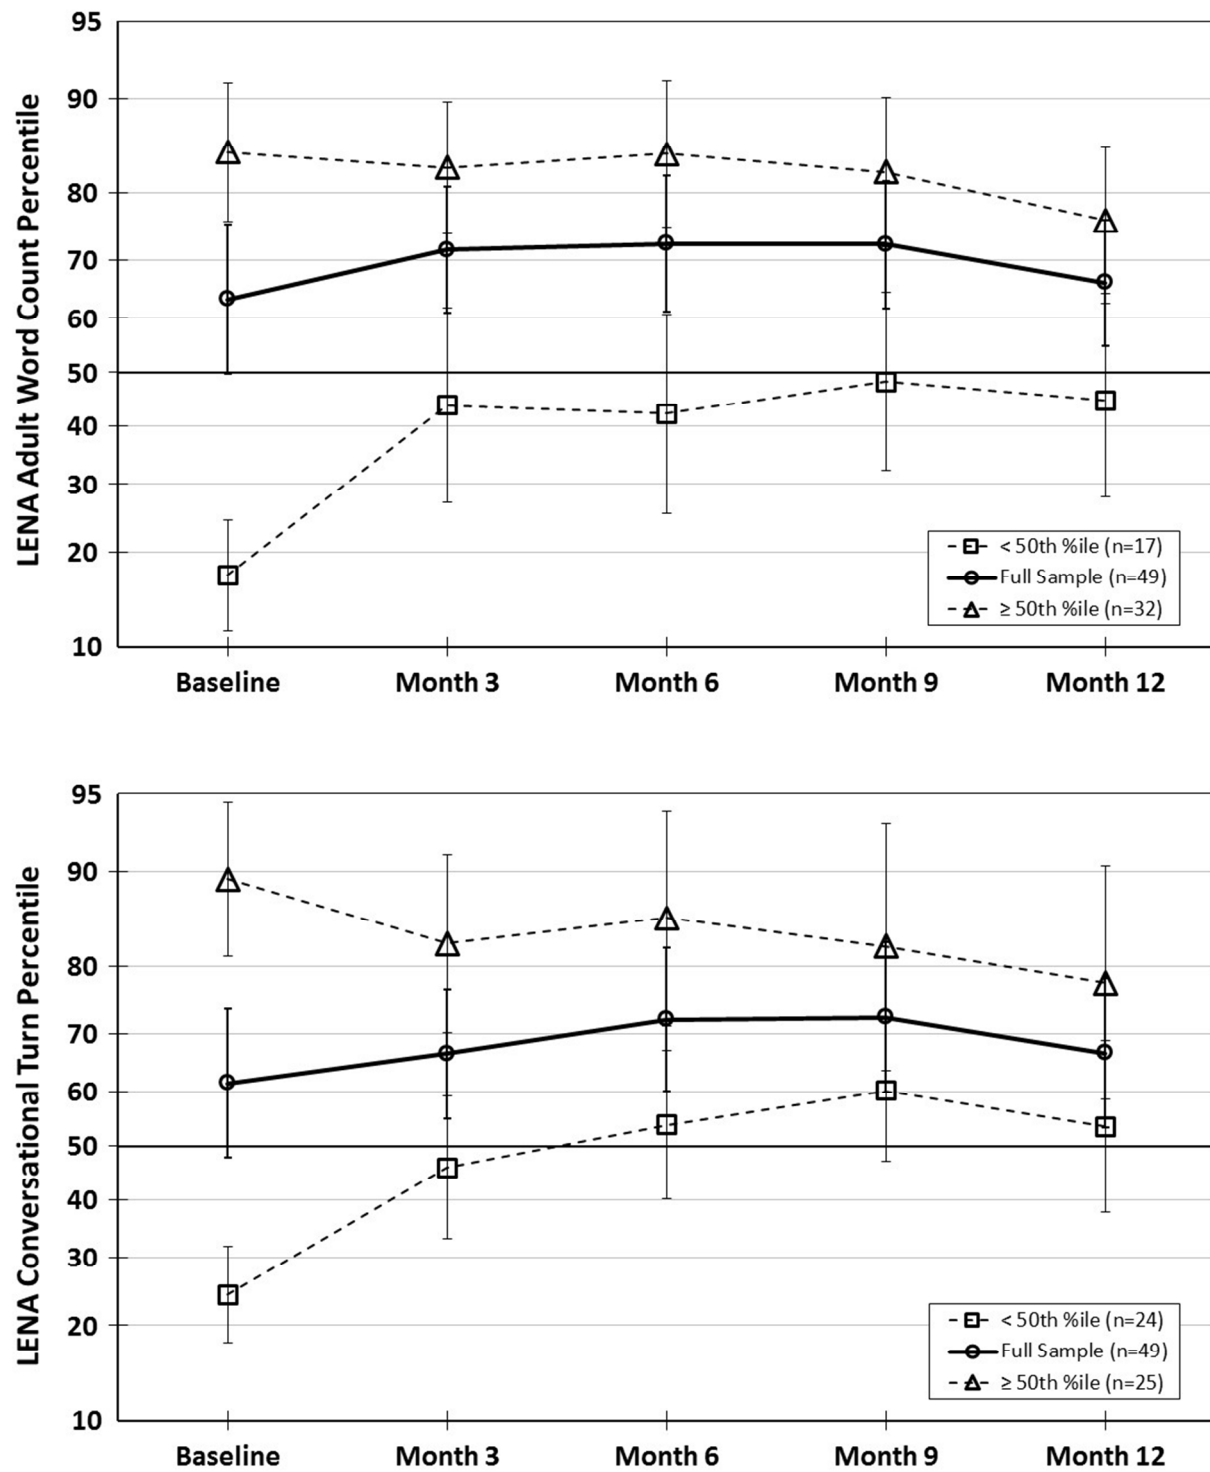 LENA Adult Word Count Percentile
95
90
80
70
60
50
40
30
20
10
< 50th %ile (n=17)
Full Sample (n=49)
≥ 50th %ile (n=32)
Baseline Month 3 Month 6 Month 9 Month 12
LENA Conversational Turn Percentile
95
90
80
70
60
50
40
30
20
10
< 50th %ile (n=24)
Full Sample (n=49)
≥ 50th %ile (n=25)
Baseline Month 3 Month 6 Month 9 Month 12